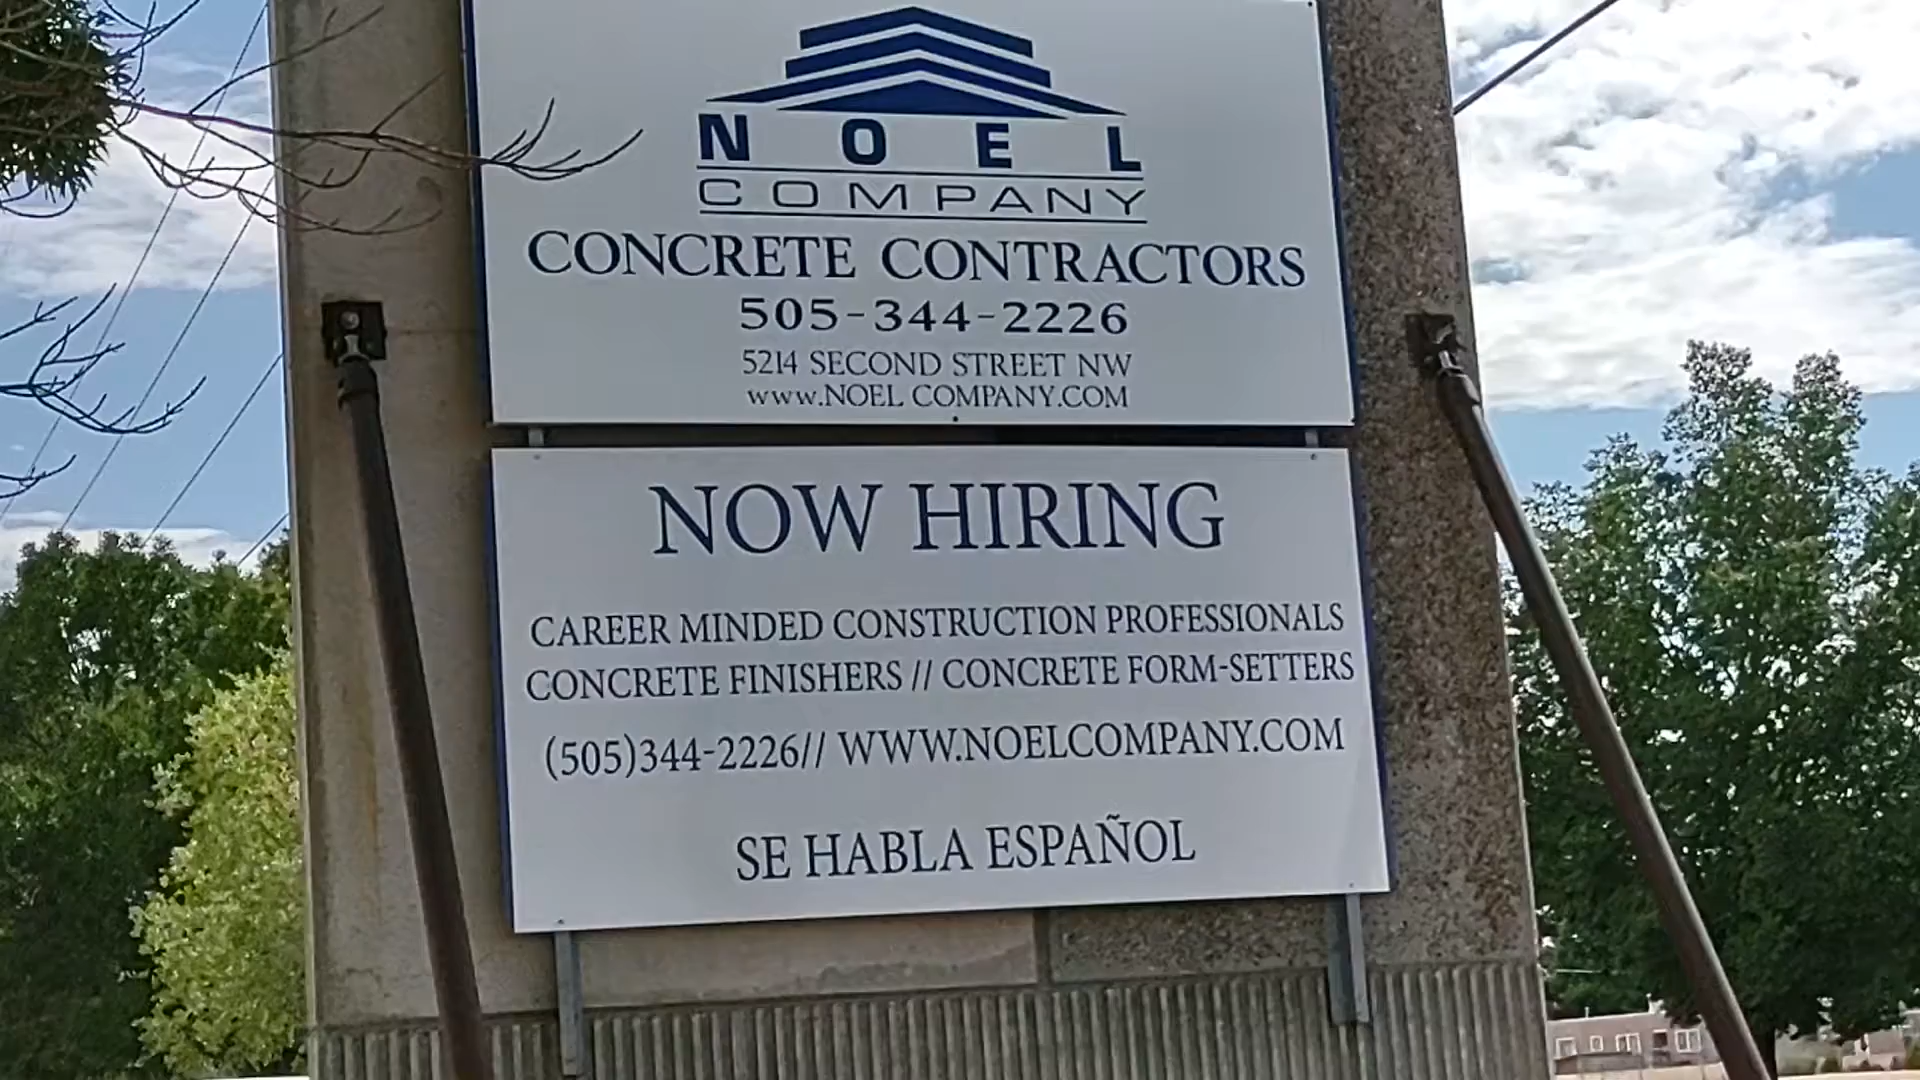 NOEL
COMPANY
CONCRETE CONTRACTORS
505-344-2226
5214 SECOND STREET NW
www.NOEL COMPANY.COM
NOW HIRING
CAREER MINDED CONSTRUCTION PROFESSIONALS
CONCRETE FINISHERS // CONCRETE FORM-SETTERS
(505)344-2226// WWW.NOELCOMPANY.COM
SE HABLA ESPAÑOL